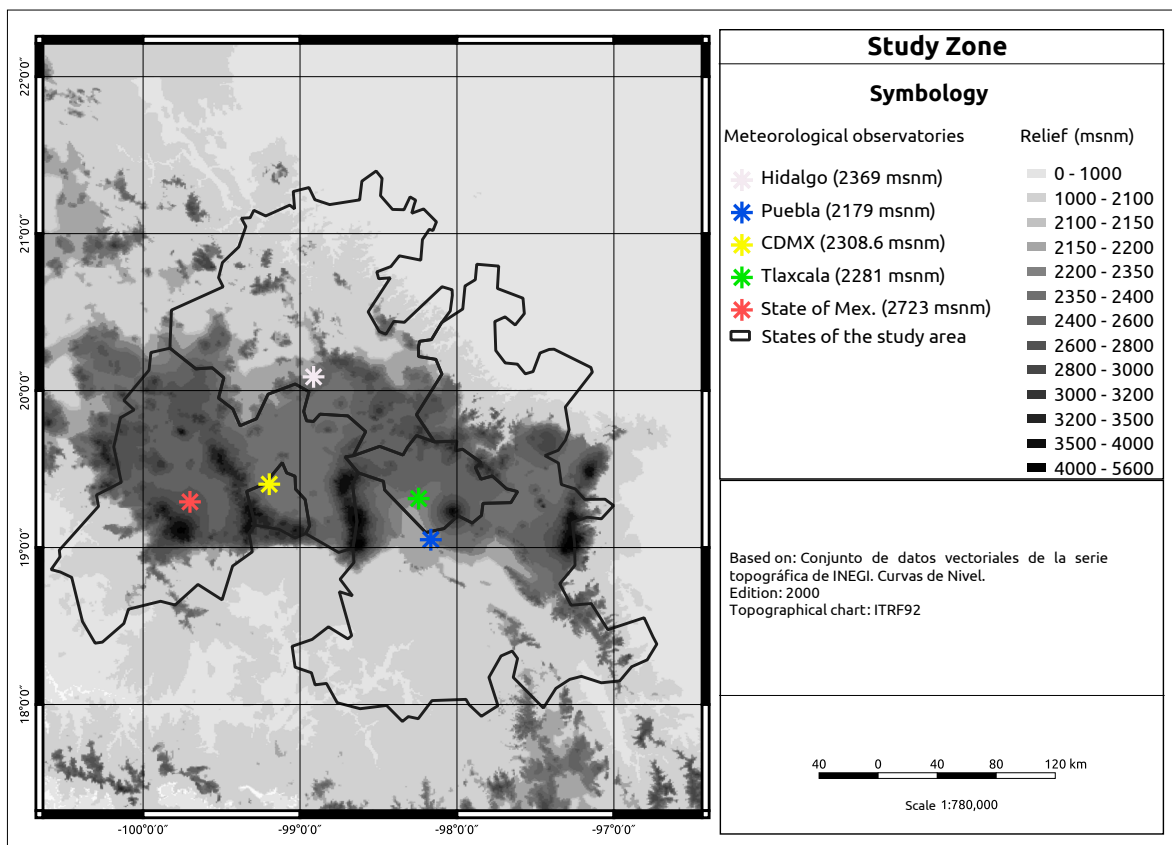 Study Zone
Symbology
Meteorological observatories
Hidalgo (2369 msnm)
Puebla (2179 msnm)
CDMX (2308.6 msnm)
Tlaxcala (2281 msnm)
State of Mex. (2723 msnm)
States of the study area
Relief (msnm)
0 - 1000
1000 - 2100
2100 - 2150
2150 - 2200
2200 - 2350
2350 - 2400
2400 - 2600
2600 - 2800
2800 - 3000
3000 - 3200
3200 - 3500
3500 - 4000
4000 - 5600
Based on: Conjunto de datos vectoriales de la serie
topográfica de INEGI. Curvas de Nivel.
Edition: 2000
Topographical chart: ITRF92
40 0 40 80 120 km
Scale 1:780,000
22°0′0″
21°0′0″
20°0′0″
19°0′0″
18°0′0″
-100°0′0″ -99°0′0″ -98°0′0″ -97°0′0″